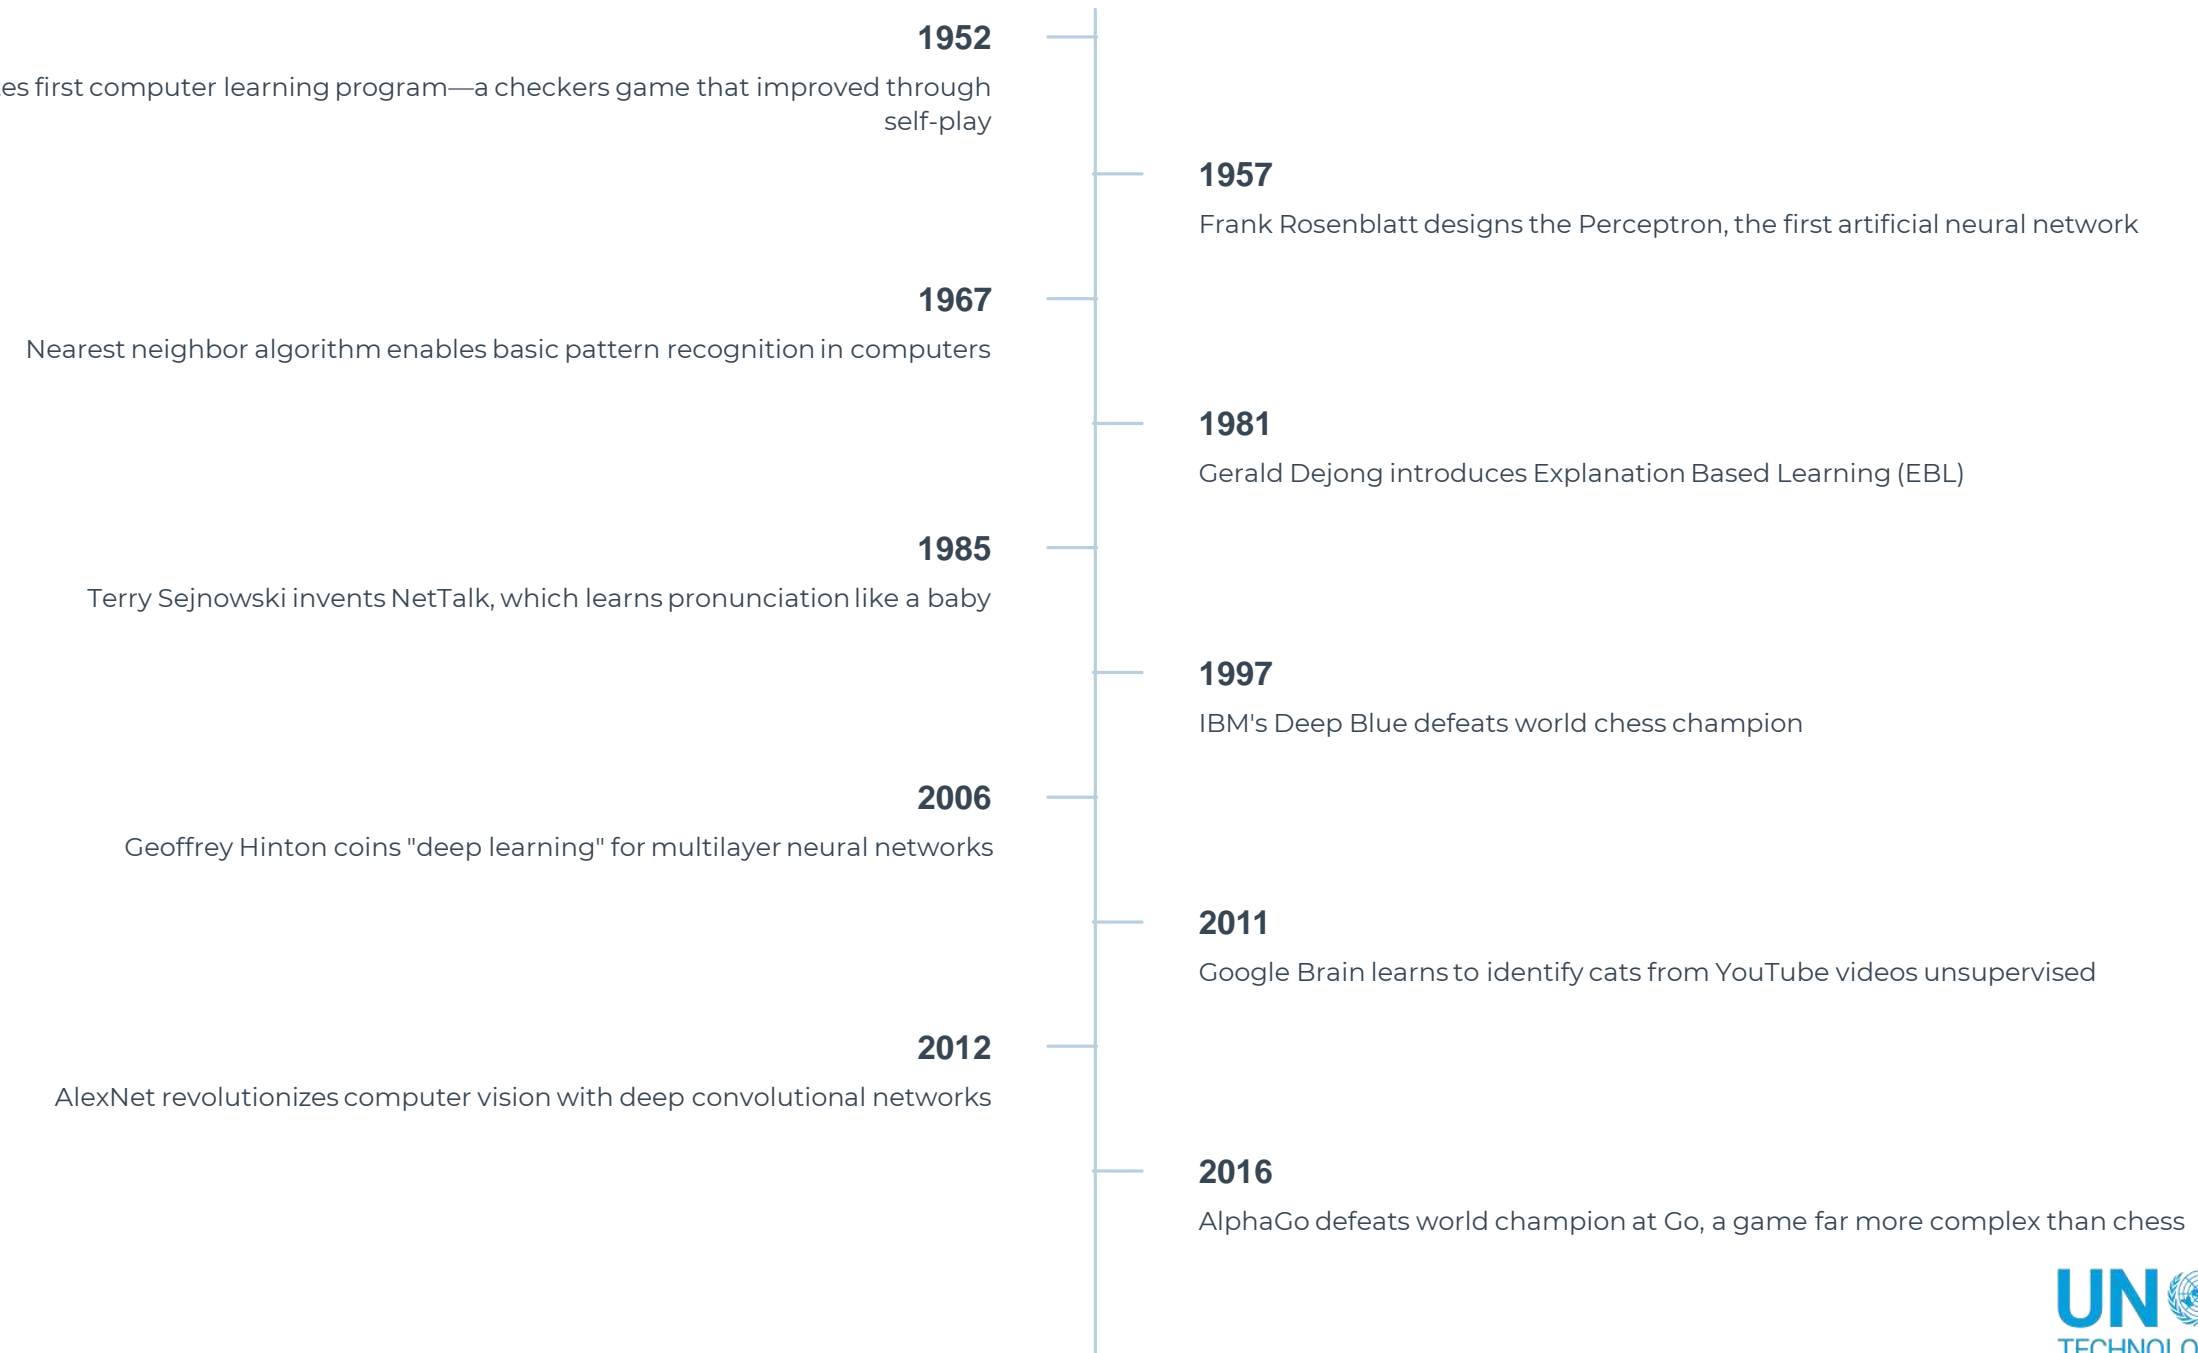 1952
es first computer learning program—a checkers game that improved through
self-play
1957
Frank Rosenblatt designs the Perceptron, the first artificial neural network
1967
Nearest neighbor algorithm enables basic pattern recognition in computers
1981
Gerald Dejong introduces Explanation Based Learning (EBL)
1985
Terry Sejnowski invents NetTalk, which learns pronunciation like a baby
1997
IBM's Deep Blue defeats world chess champion
2006
Geoffrey Hinton coins "deep learning" for multilayer neural networks
2011
Google Brain learns to identify cats from YouTube videos unsupervised
2012
AlexNet revolutionizes computer vision with deep convolutional networks
2016
AlphaGo defeats world champion at Go, a game far more complex than chess
UN